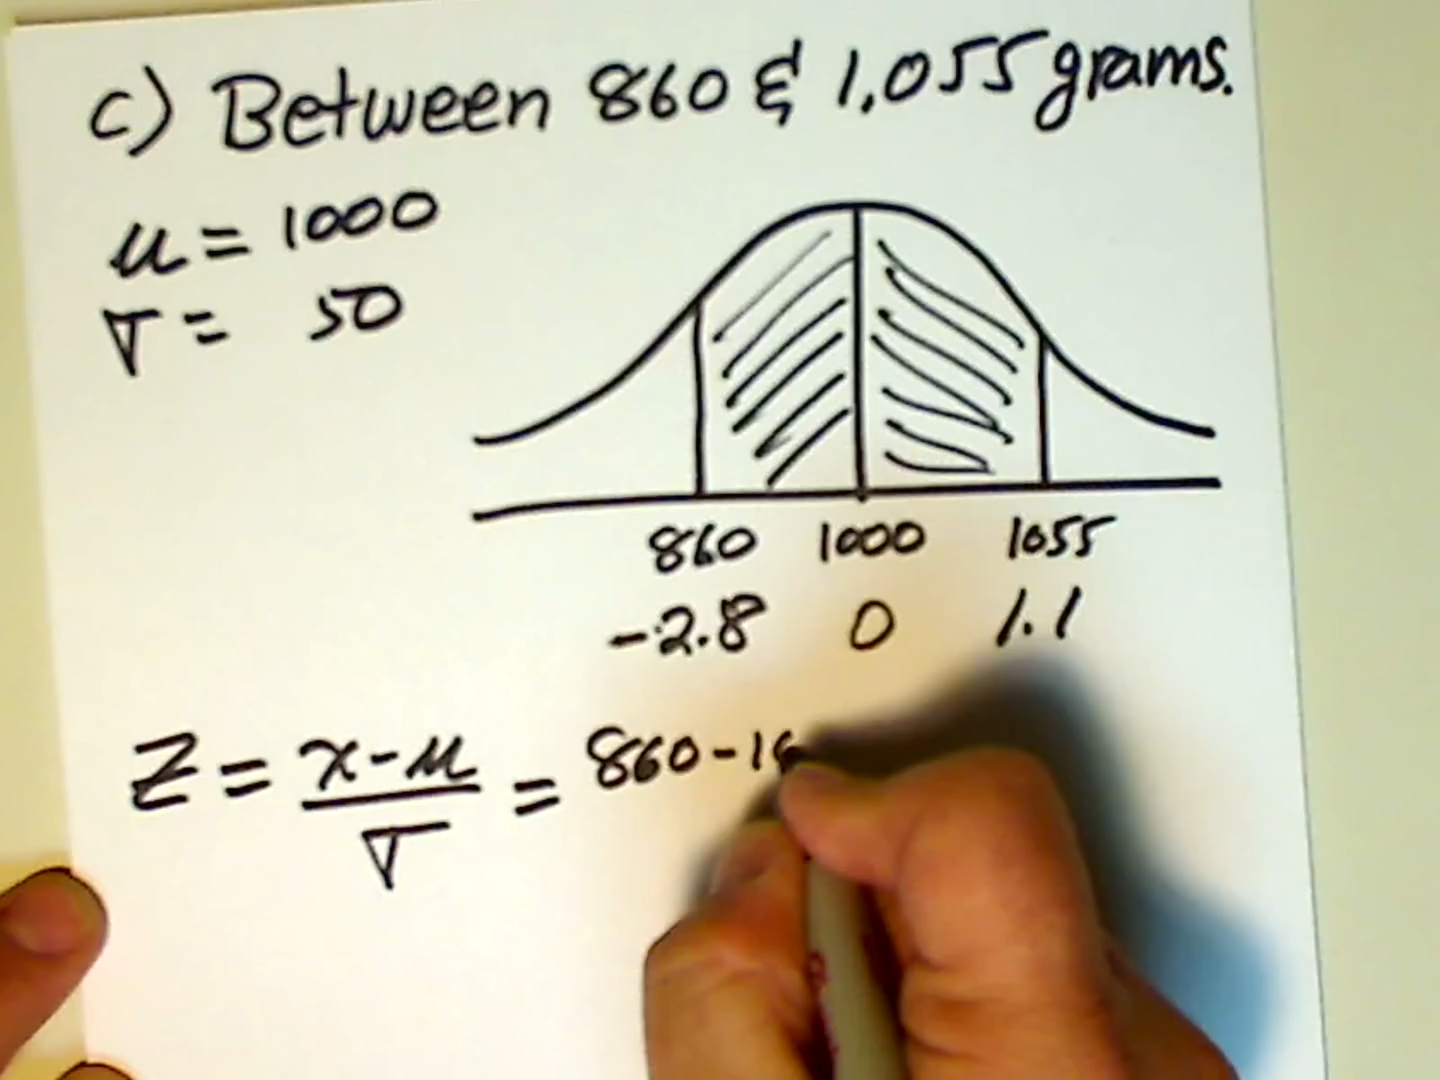 c) Between 860 & 1,055 grams.
μ = 1000
σ = 50
860 1000 1055
-2.8 0 1.1
Z = x-μ / σ = 860-1